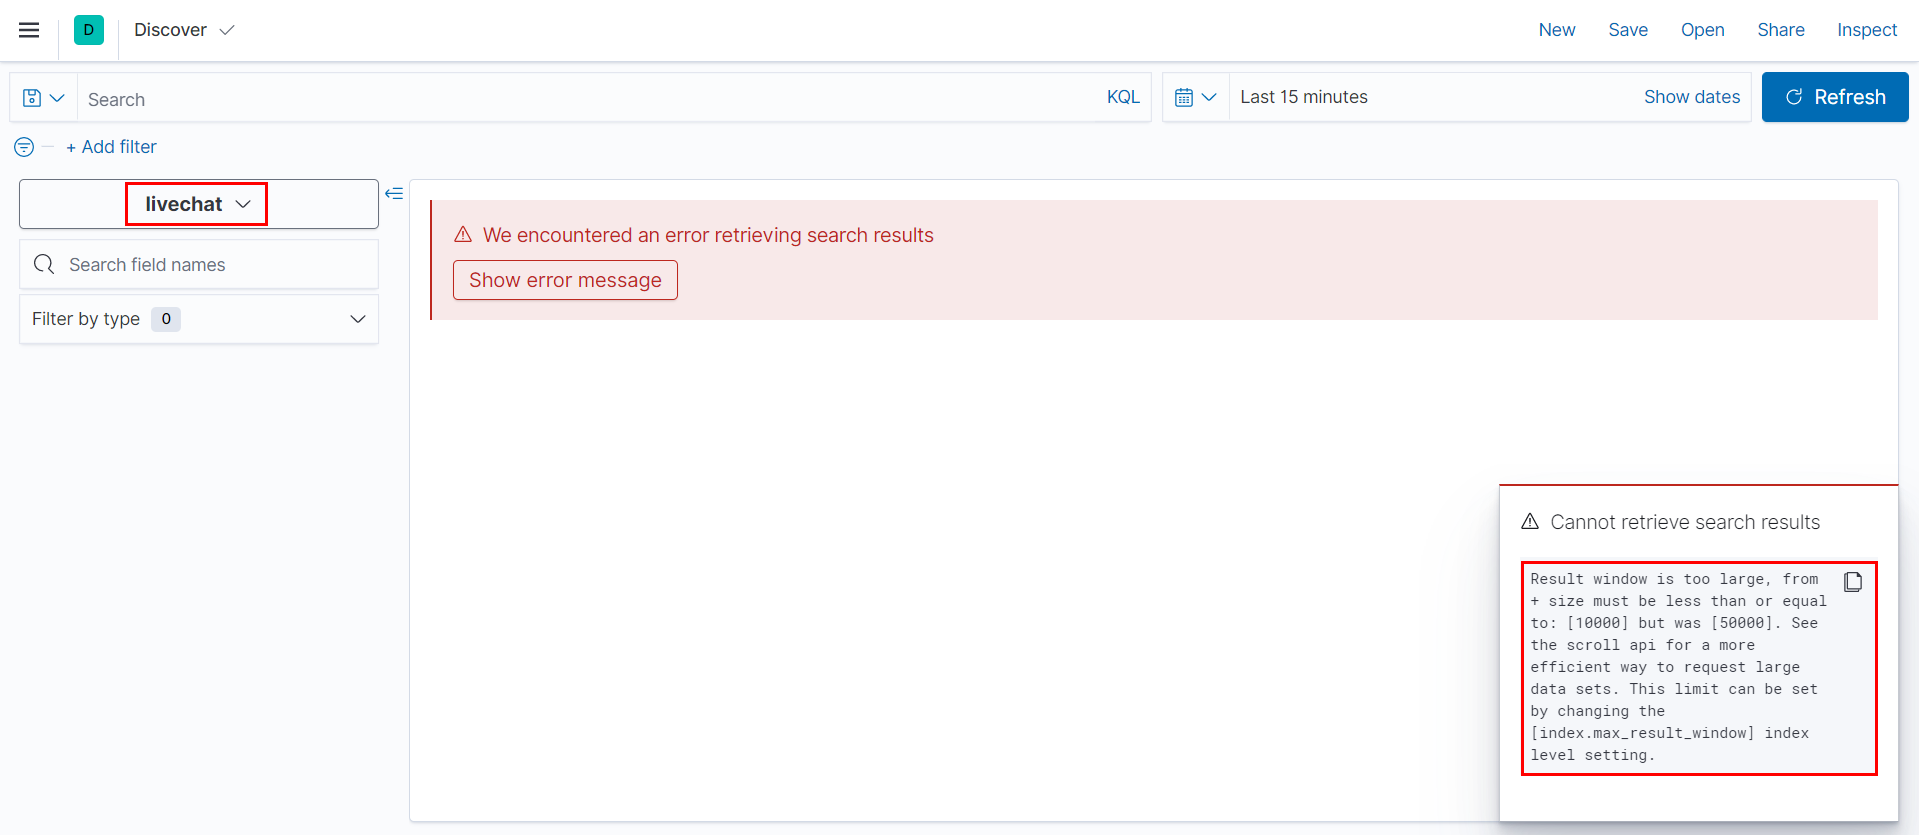 D Discover New Save Open Share Inspect
Search KQL Last 15 minutes Show dates Refresh
+ Add filter
livechat
Search field names
Filter by type 0
We encountered an error retrieving search results
Show error message
Cannot retrieve search results
Result window is too large, from
+ size must be less than or equal
to: [10000] but was [50000]. See
the scroll api for a more
efficient way to request large
data sets. This limit can be set
by changing the
[index.max_result_window] index
level setting.